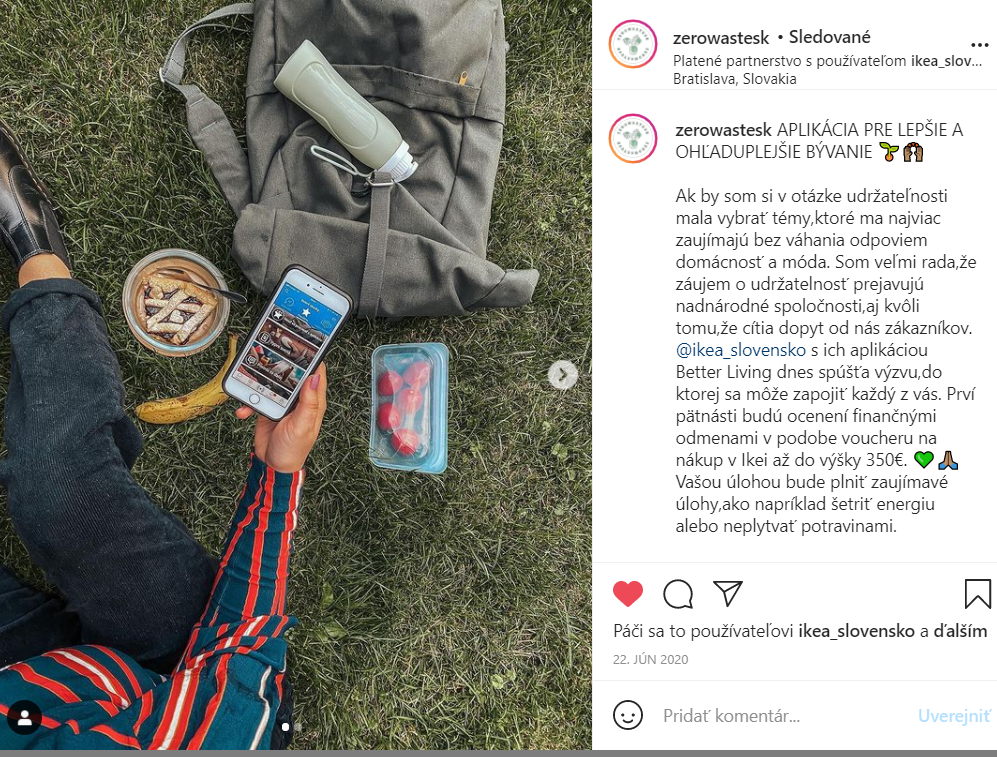 zerowastesk • Sledované
Platené partnerstvo s používateľom ikea_slov...
Bratislava, Slovakia
zerowastesk APLIKÁCIA PRE LEPŠIE A
OHĽADUPLEJŠIE BÝVANIE 🌱🙌🏾
Ak by som si v otázke udržateľnosti
mala vybrať témy,ktoré ma najviac
zaujímajú bez váhania odpoviem
domácnosť a móda. Som veľmi rada,že
záujem o udržatelnosť prejavujú
nadnárodné spoločnosti,aj kvôli
tomu,že cítia dopyt od nás zákazníkov.
@ikea_slovensko s ich aplikáciou
Better Living dnes spúšťa výzvu,do
ktorej sa môže zapojiť každý z vás. Prví
pätnásti budú ocenení finančnými
odmenami v podobe voucheru na
nákup v Ikei až do výšky 350€. 💚🙏🏽
Vašou úlohou bude plniť zaujímavé
úlohy,ako napríklad šetriť energiu
alebo neplytvať potravinami.
Páči sa to používateľovi ikea_slovensko a ďalším
22. JÚN 2020
Pridať komentár...
Uverejniť